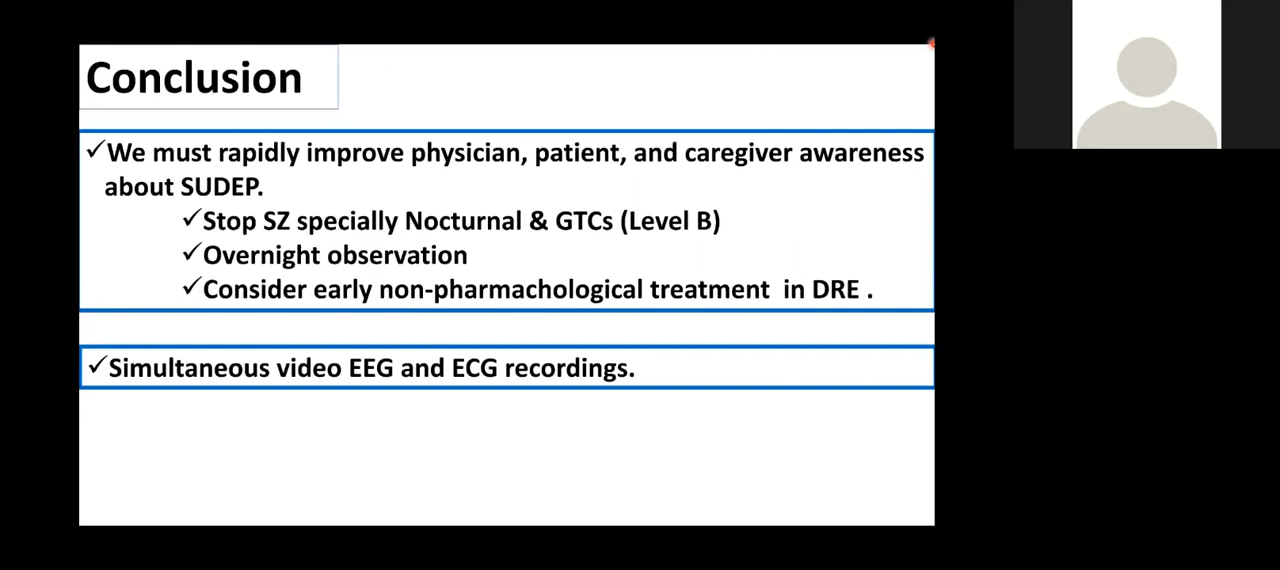 Conclusion
✓We must rapidly improve physician, patient, and caregiver awareness
about SUDEP.
✓Stop SZ specially Nocturnal & GTCs (Level B)
✓Overnight observation
✓Consider early non-pharmachological treatment in DRE .
✓Simultaneous video EEG and ECG recordings.